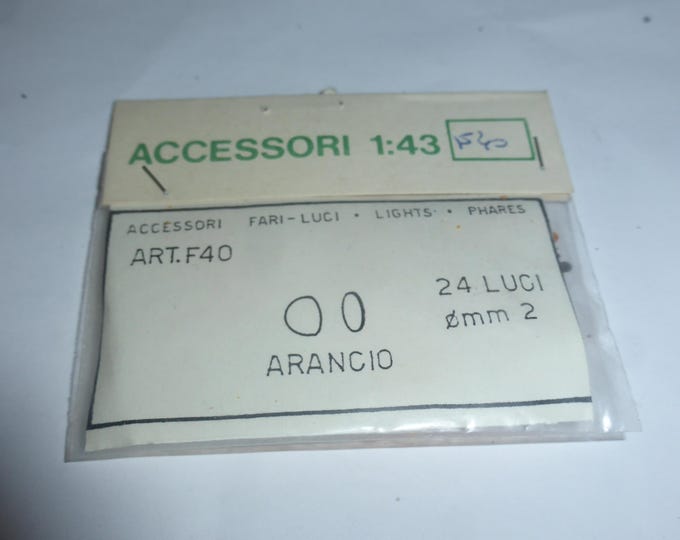 ACCESSORI 1:43 F40
ACCESSORI FARI-LUCI • LIGHTS • PHARES
ART.F40
24 LUCI
ømm 2
ARANCIO